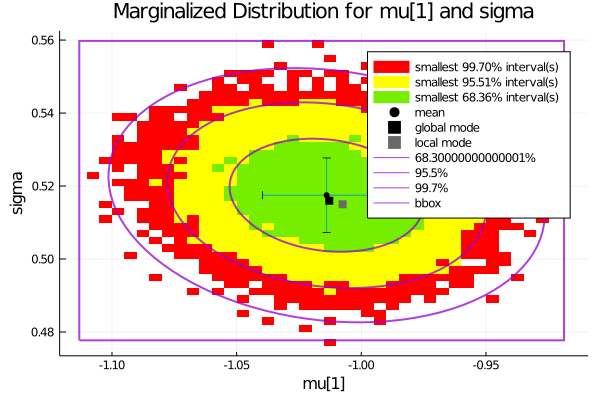 Marginalized Distribution for mu[1] and sigma
0.56
0.54
0.52
0.50
0.48
sigma
smallest 99.70% interval(s)
smallest 95.51% interval(s)
smallest 68.36% interval(s)
mean
global mode
local mode
68.30000000000001%
95.5%
99.7%
bbox
-1.10
-1.05
-1.00
-0.95
mu[1]